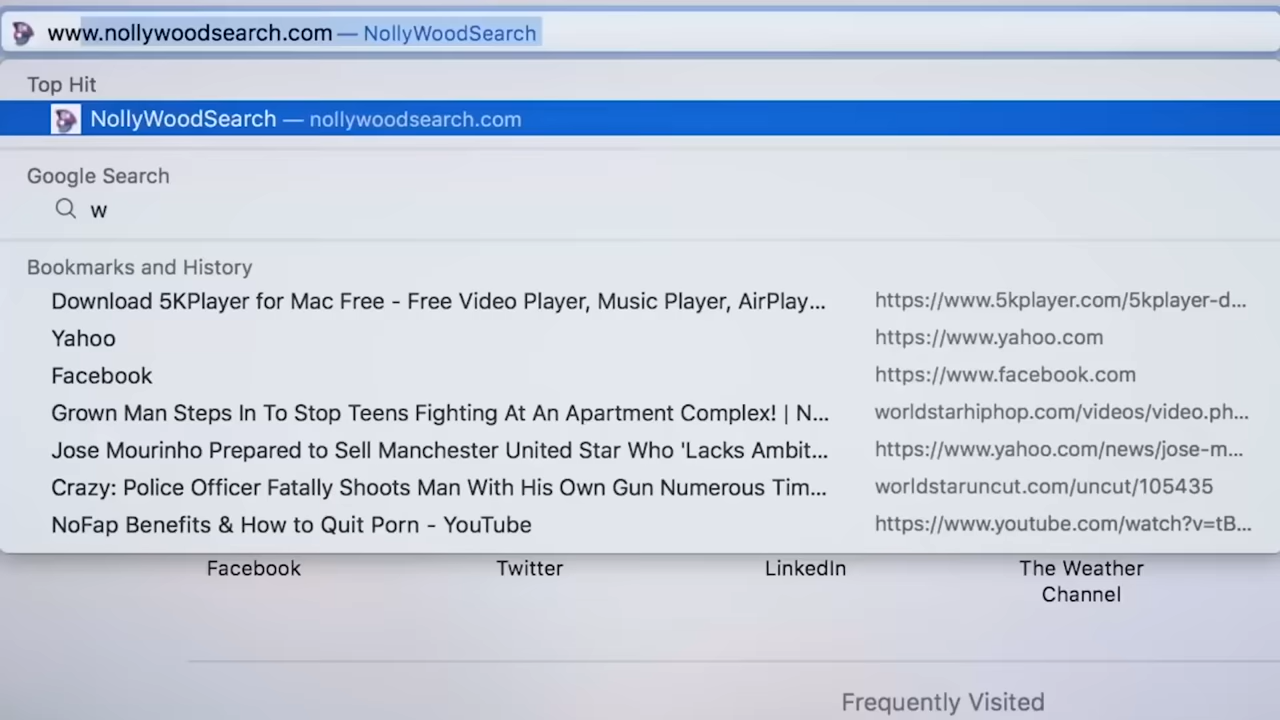 www.nollywoodsearch.com — NollyWoodSearch
Top Hit
NollyWoodSearch — nollywoodsearch.com
Google Search
w
Bookmarks and History
Download 5KPlayer for Mac Free - Free Video Player, Music Player, AirPlay... https://www.5kplayer.com/5kplayer-d...
Yahoo https://www.yahoo.com
Facebook https://www.facebook.com
Grown Man Steps In To Stop Teens Fighting At An Apartment Complex! | N... worldstarhiphop.com/videos/video.ph...
Jose Mourinho Prepared to Sell Manchester United Star Who 'Lacks Ambit... https://www.yahoo.com/news/jose-m...
Crazy: Police Officer Fatally Shoots Man With His Own Gun Numerous Tim... worldstaruncut.com/uncut/105435
NoFap Benefits & How to Quit Porn - YouTube https://www.youtube.com/watch?v=tB...
Facebook Twitter LinkedIn The Weather
Channel
Frequently Visited